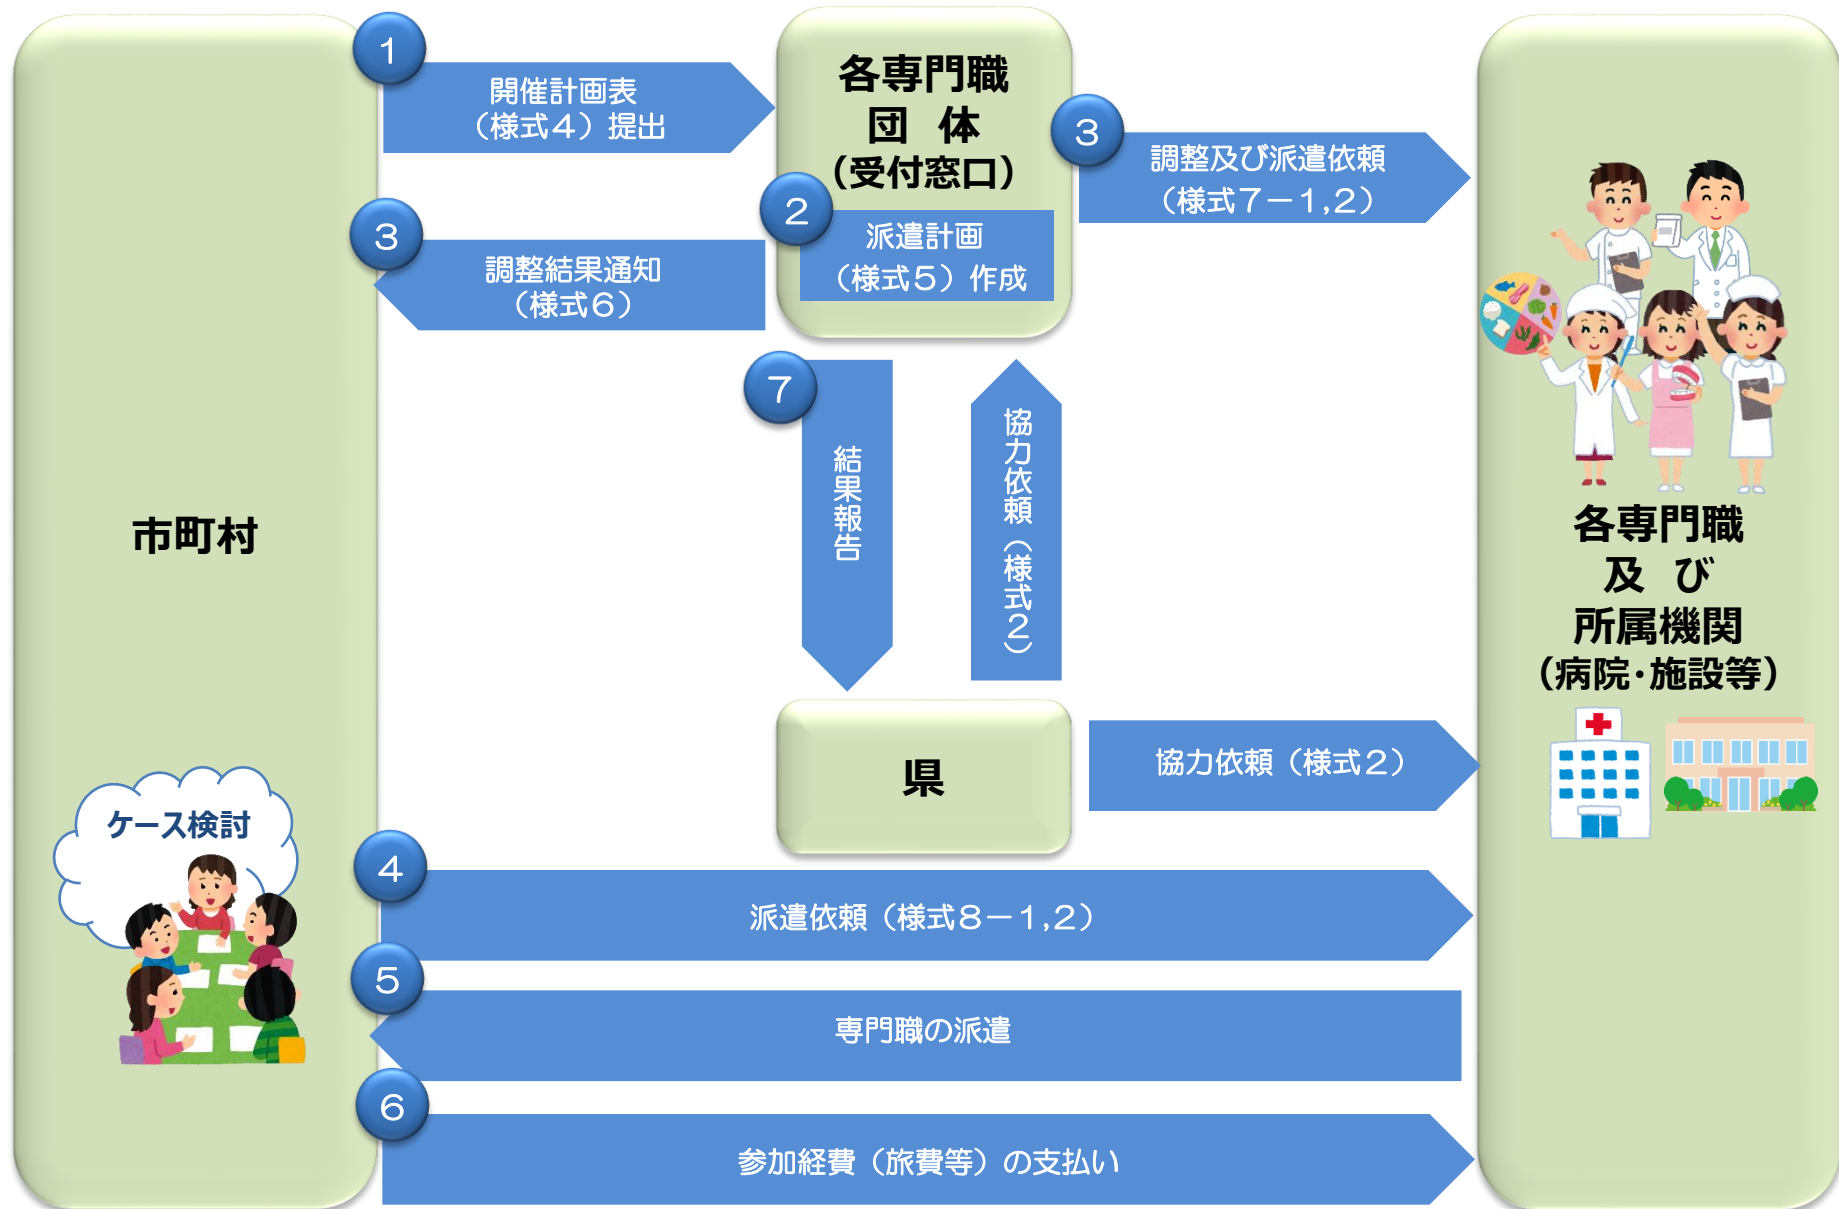 市町村
ケース検討
①
開催計画表
（様式４）提出
各専門職
団　体
（受付窓口）
②
派遣計画
（様式５）作成
③
調整及び派遣依頼
（様式７－１,２）
③
調整結果通知
（様式６）
⑦
結果報告
協力依頼（様式２）
県
協力依頼（様式２）
各専門職
及　び
所属機関
（病院・施設等）
④
派遣依頼（様式８－１,２）
⑤
専門職の派遣
⑥
参加経費（旅費等）の支払い